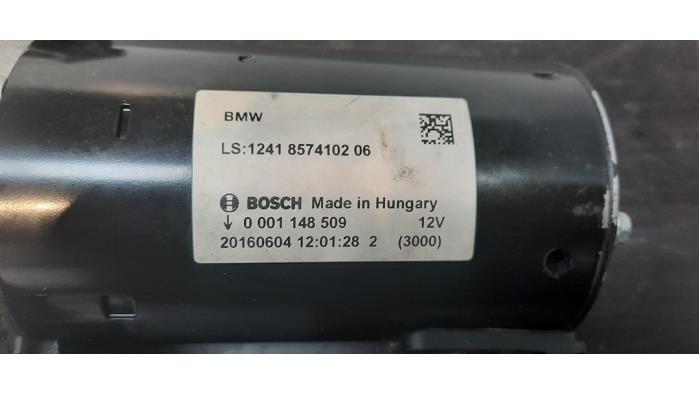 BMW
LS:1241 8574102 06
BOSCH Made in Hungary
↓ 0 001 148 509 12V
20160604 12:01:28 2 (3000)